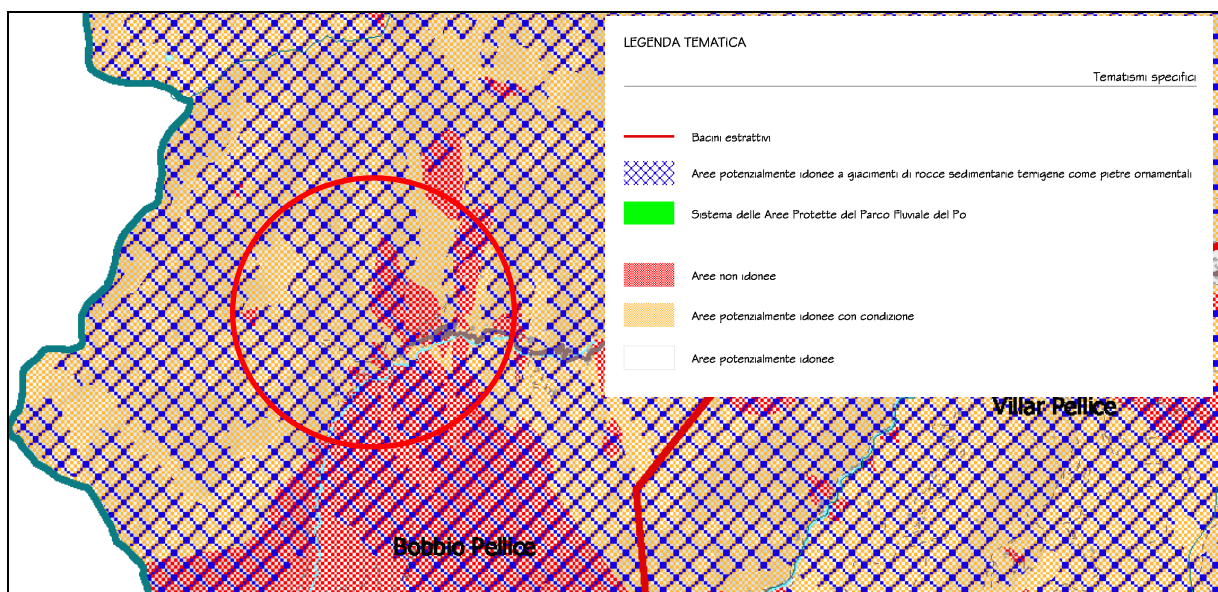 LEGENDA TEMATICA
Tematismi specifici
Bacini estrattivi
Aree potenzialmente idonee a giacimenti di rocce sedimentarie terrigene come pietre ornamentali
Sistema delle Aree Protette del Parco Fluviale del Po
Aree non idonee
Aree potenzialmente idonee con condizione
Aree potenzialmente idonee
Villar Pellice
Bobbio Pellice